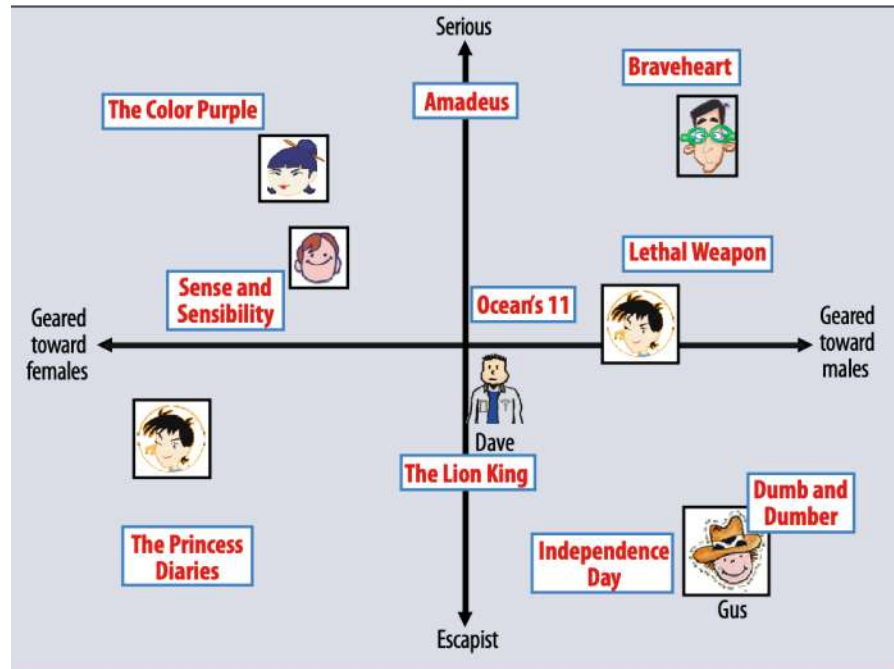 Serious
Braveheart
The Color Purple
Amadeus
Lethal Weapon
Sense and
Sensibility
Ocean's 11
Geared
toward
females
Geared
toward
males
Dave
The Lion King
Dumb and
Dumber
The Princess
Diaries
Independence
Day
Gus
Escapist